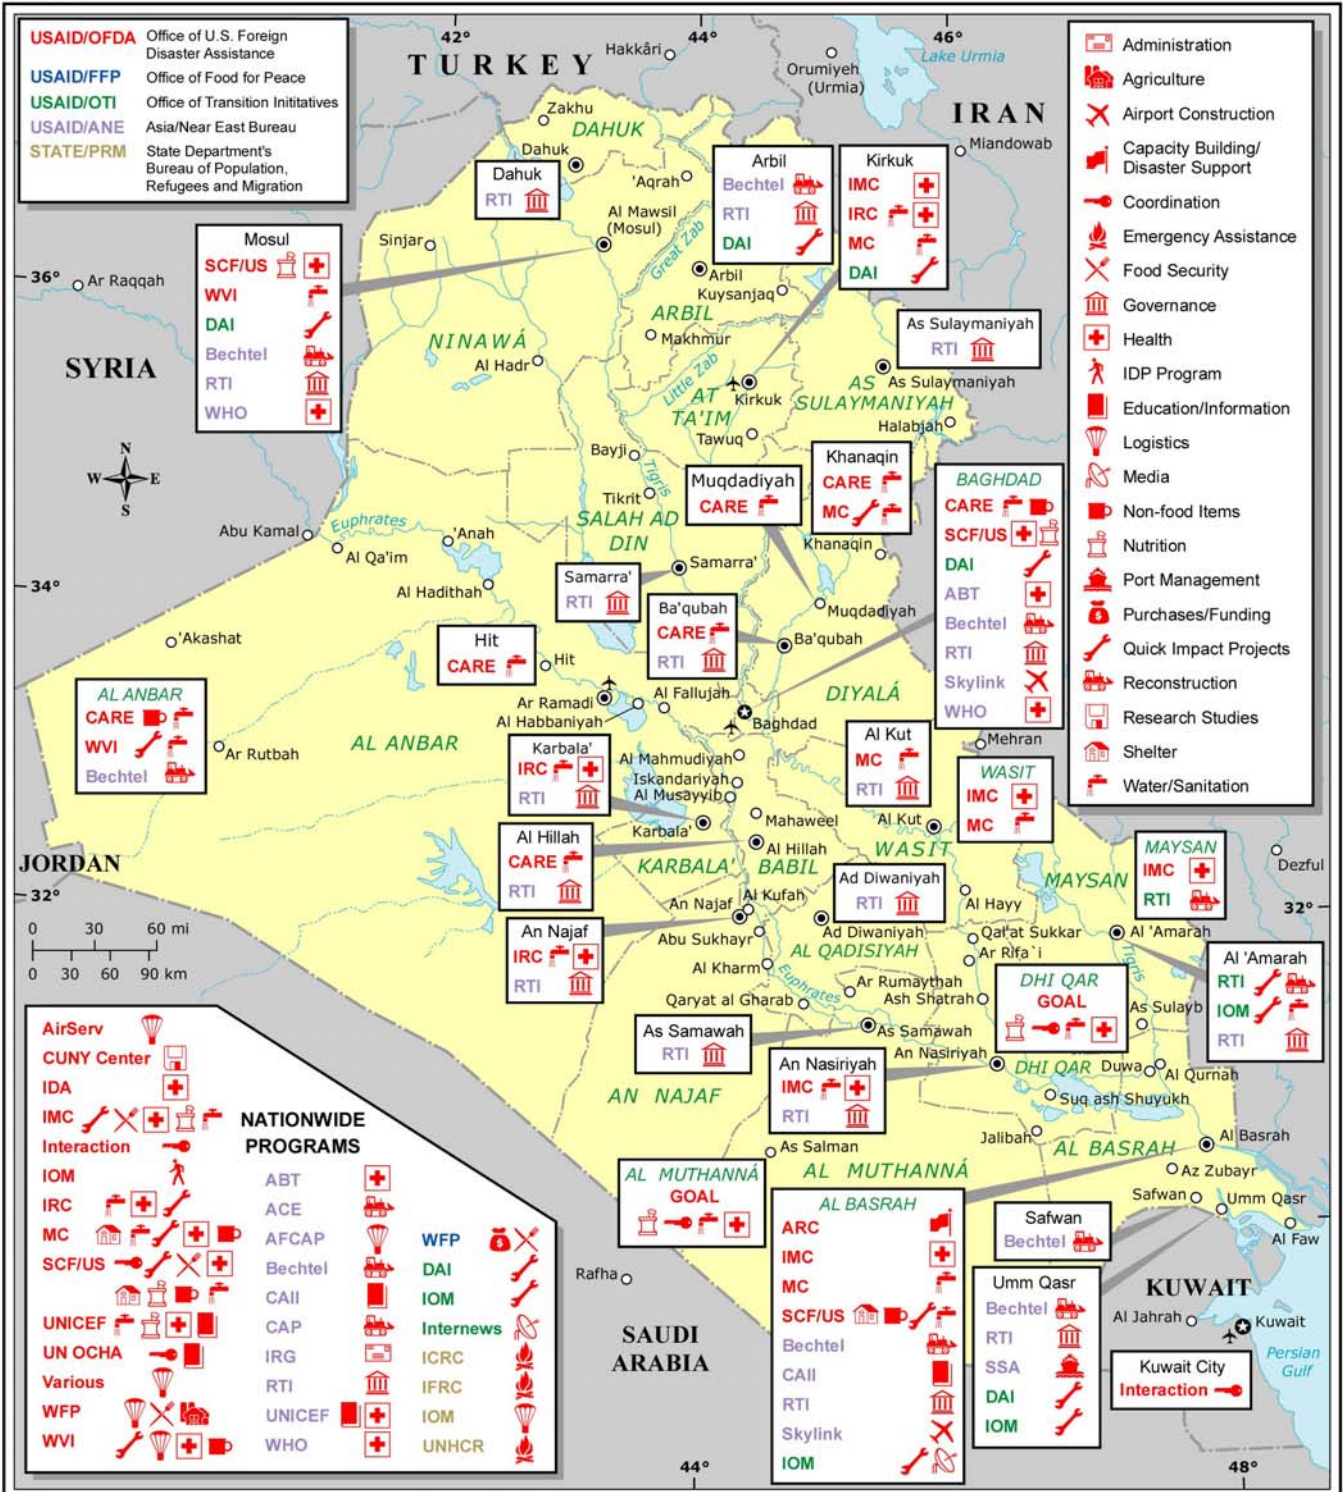 USAID/OFDA Office of U.S. Foreign
Disaster Assistance
USAID/FFP Office of Food for Peace
USAID/OTI Office of Transition Inititatives
USAID/ANE Asia/Near East Bureau
STATE/PRM State Department's
Bureau of Population,
Refugees and Migration
42°
44°
46°
TURKEY
Hakkâri
Orumiyeh
(Urmia)
Lake Urmia
IRAN
Miandowab
Administration
Agriculture
Airport Construction
Capacity Building/
Disaster Support
Coordination
Emergency Assistance
Food Security
Governance
Health
IDP Program
Education/Information
Logistics
Media
Non-food Items
Nutrition
Port Management
Purchases/Funding
Quick Impact Projects
Reconstruction
Research Studies
Shelter
Water/Sanitation
Zakhu
DAHUK
Dahuk
'Aqrah
Dahuk
RTI
Al Mawsil
(Mosul)
Sinjar
Great Zab
Arbil
Bechtel
RTI
DAI
Kirkuk
IMC
IRC
MC
DAI
Mosul
SCF/US
WVI
DAI
Bechtel
RTI
WHO
36°
Ar Raqqah
SYRIA
Arbil
Kuysanjaq
ARBIL
Makhmur
NINAWÁ
Al Hadr
Little Zab
As Sulaymaniyah
RTI
As Sulaymaniyah
AS
SULAYMANIYAH
Halabjah
Kirkuk
AT
TA'IM
Tawuq
N
W E
S
Bayji
Tigris
Tikrit
SALAH AD
DIN
Muqdadiyah
CARE
Khanaqin
CARE
MC
Khanaqin
BAGHDAD
CARE
SCF/US
DAI
ABT
Bechtel
RTI
Skylink
WHO
Abu Kamal
Euphrates
'Anah
Al Qa'im
Al Hadithah
34°
Samarra'
Samarra'
RTI
Muqdadiyah
Ba'qubah
CARE
RTI
Ba'qubah
'Akashat
Hit
CARE
Hit
DIYALÁ
AL ANBAR
CARE
WVI
Bechtel
Ar Rutbah
AL ANBAR
Ar Ramadi
Al Habbaniyah
Al Fallujah
Baghdad
Mehran
Karbala'
IRC
RTI
Al Mahmudiyah
Iskandariyah
Al Musayyib
Al Kut
MC
RTI
WASIT
IMC
MC
Karbala'
Mahaweel
Al Kut
Al Hillah
WASIT
Al Hillah
CARE
RTI
KARBALA'
BABIL
MAYSAN
MAYSAN
IMC
RTI
Dezful
JORDAN
32°
32°
Ad Diwaniyah
RTI
Al Kufah
An Najaf
Al Hayy
An Najaf
IRC
RTI
Abu Sukhayr
Ad Diwaniyah
AL QADISIYAH
Qal'at Sukkar
Ar Rifa`i
Al 'Amarah
Tigris
0 30 60 mi
0 30 60 90 km
Al Kharm
Euphrates
Ar Rumaythah
Ash Shatrah
Qaryat al Gharab
DHI QAR
GOAL
As Sulayb
Al 'Amarah
RTI
IOM
RTI
As Samawah
RTI
As Samawah
An Nasiriyah
DHI QAR
Duwa
Al Qurnah
An Nasiriyah
IMC
RTI
Suq ash Shuyukh
AN NAJAF
Jalibah
As Salman
AL BASRAH
Al Basrah
Az Zubayr
AL MUTHANNÁ
AL MUTHANNÁ
GOAL
Safwan
Umm Qasr
Al Faw
AL BASRAH
ARC
IMC
MC
SCF/US
Bechtel
CAII
RTI
Skylink
IOM
Safwan
Bechtel
Umm Qasr
Bechtel
RTI
SSA
DAI
IOM
KUWAIT
Al Jahrah
Kuwait
Persian
Gulf
Kuwait City
Interaction
Rafha
SAUDI
ARABIA
NATIONWIDE
PROGRAMS
AirServ
CUNY Center
IDA
IMC
Interaction
IOM
IRC
MC
SCF/US
UNICEF
UN OCHA
Various
WFP
WVI
ABT
ACE
AFCAP
Bechtel
CAII
CAP
IRG
RTI
UNICEF
WHO
WFP
DAI
IOM
Internews
ICRC
IFRC
IOM
UNHCR
44°
48°